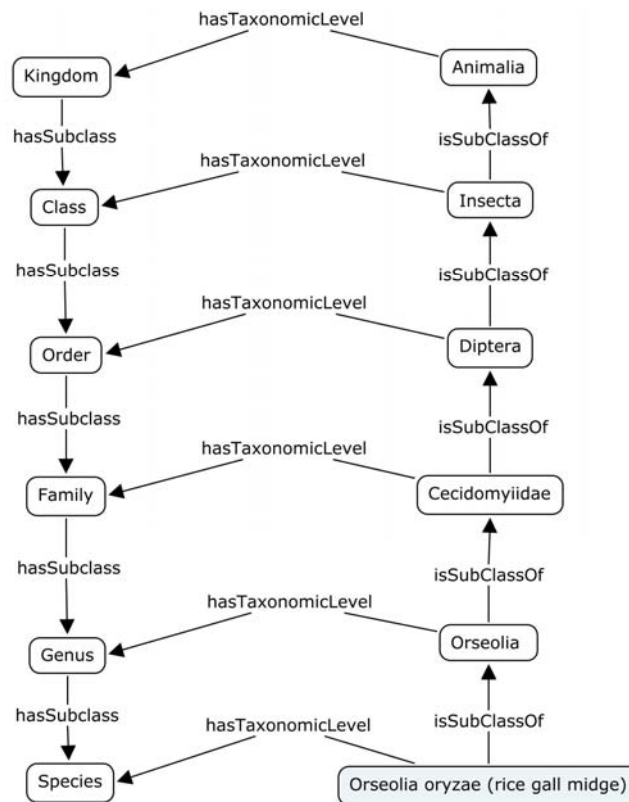 hasTaxonomicLevel
Kingdom
Animalia
hasSubclass
isSubClassOf
hasTaxonomicLevel
Class
Insecta
hasSubclass
isSubClassOf
hasTaxonomicLevel
Order
Diptera
hasSubclass
isSubClassOf
hasTaxonomicLevel
Family
Cecidomyiidae
hasSubclass
isSubClassOf
hasTaxonomicLevel
Genus
Orseolia
hasSubclass
isSubClassOf
hasTaxonomicLevel
Species
Orseolia oryzae (rice gall midge)